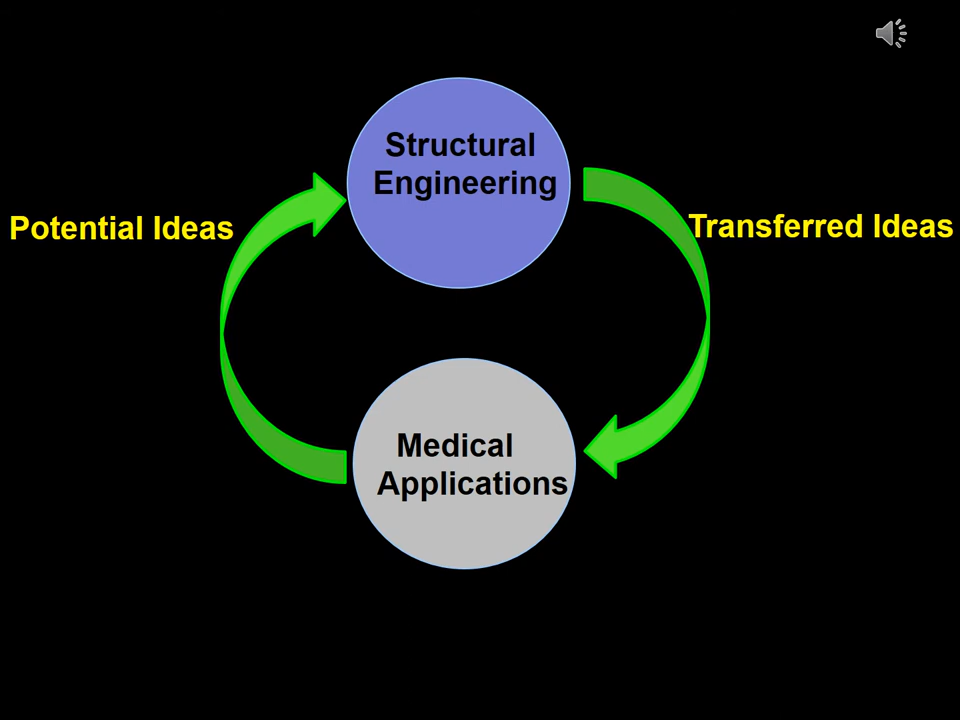 Structural
Engineering
Potential Ideas
Transferred Ideas
Medical
Applications